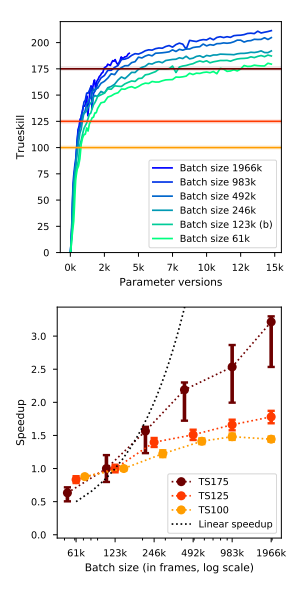 200
175
150
125
100
75
50
25
0
Trueskill
Batch size 1966k
Batch size 983k
Batch size 492k
Batch size 246k
Batch size 123k (b)
Batch size 61k
0k 2k 5k 7k 10k 12k 15k
Parameter versions
3.0
2.5
2.0
1.5
1.0
0.5
0.0
Speedup
TS175
TS125
TS100
Linear speedup
61k 123k 246k 492k 983k 1966k
Batch size (in frames, log scale)